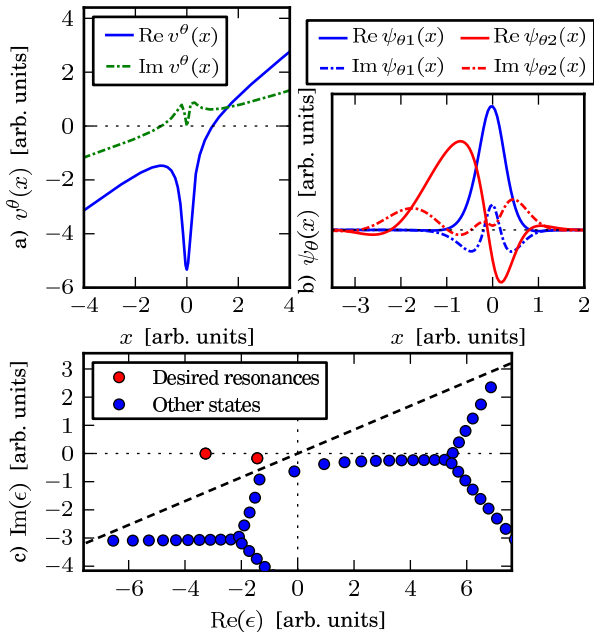 Re v^θ(x)
Im v^θ(x)
4
2
0
−2
−4
−6
−4 −2 0 2 4
a) v^θ(x) [arb. units]
x [arb. units]
Re ψ_θ1(x) Re ψ_θ2(x)
Im ψ_θ1(x) Im ψ_θ2(x)
b) ψ_θ(x) [arb. units]
−3 −2 −1 0 1 2
x [arb. units]
Desired resonances
Other states
3
2
1
0
−1
−2
−3
−4
−6 −4 −2 0 2 4 6
c) Im(ϵ) [arb. units]
Re(ϵ) [arb. units]